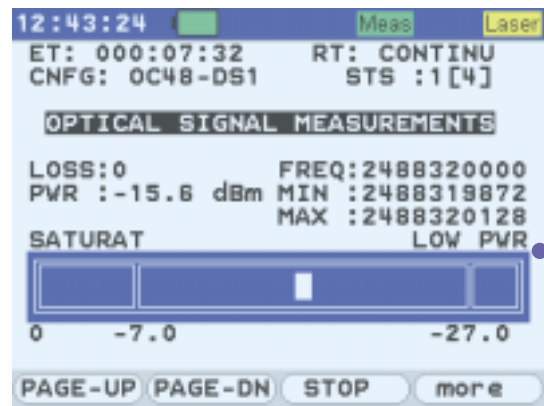 12:43:24 Meas Laser
ET: 000:07:32 RT: CONTINU
CNFG: OC48-DS1 STS :1[4]
OPTICAL SIGNAL MEASUREMENTS
LOSS:0 FREQ:2488320000
PWR :-15.6 dBm MIN :2488319872
MAX :2488320128
SATURAT LOW PWR
0 -7.0 -27.0
PAGE-UP PAGE-DN STOP more